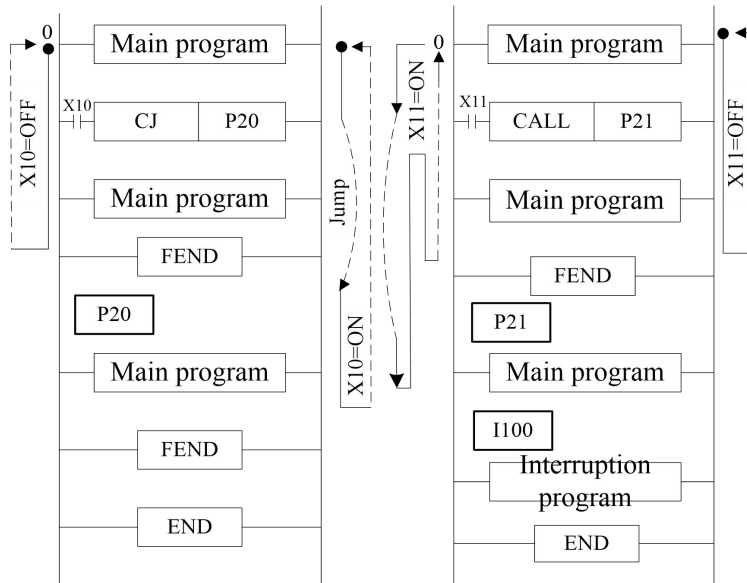 0
Main program
X10=OFF
X10
CJ
P20
Main program
Jump
FEND
P20
X10=ON
Main program
FEND
END
0
Main program
X11=ON
X11
CALL
P21
X11=OFF
Main program
FEND
P21
Main program
I100
Interruption
program
END